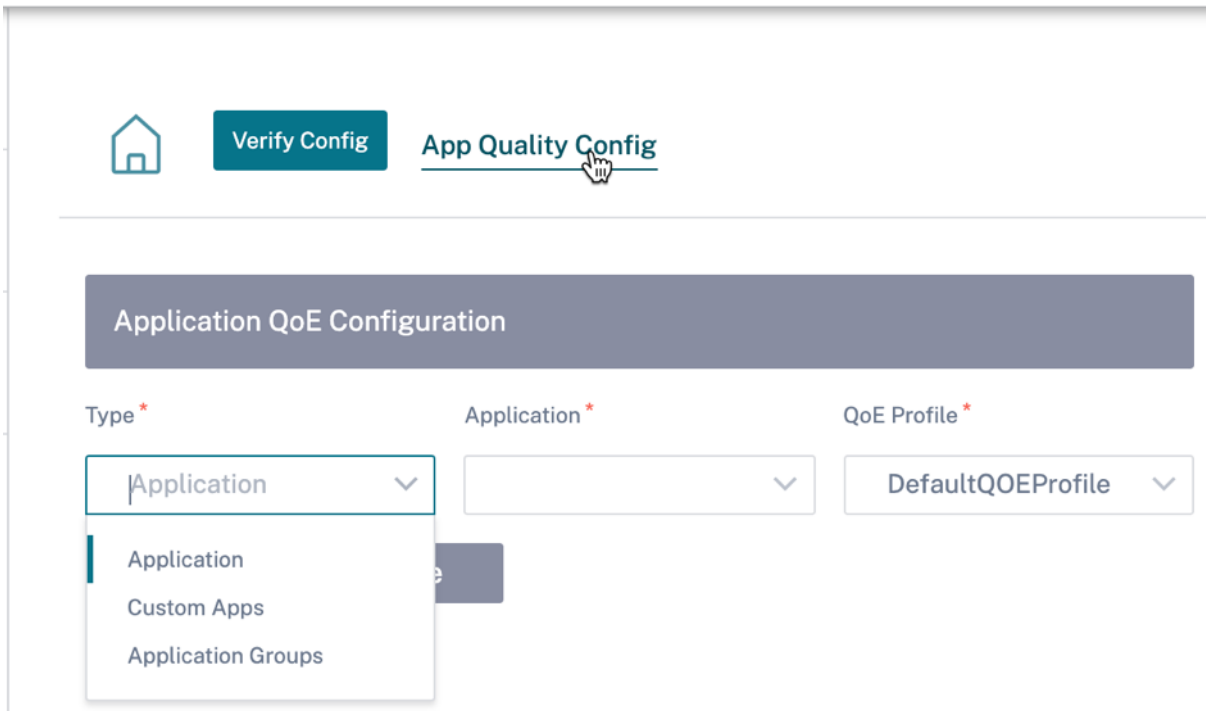 Verify Config
App Quality Config
Application QoE Configuration
Type * Application * QoE Profile *
Application DefaultQOEProfile
Application
Custom Apps
Application Groups